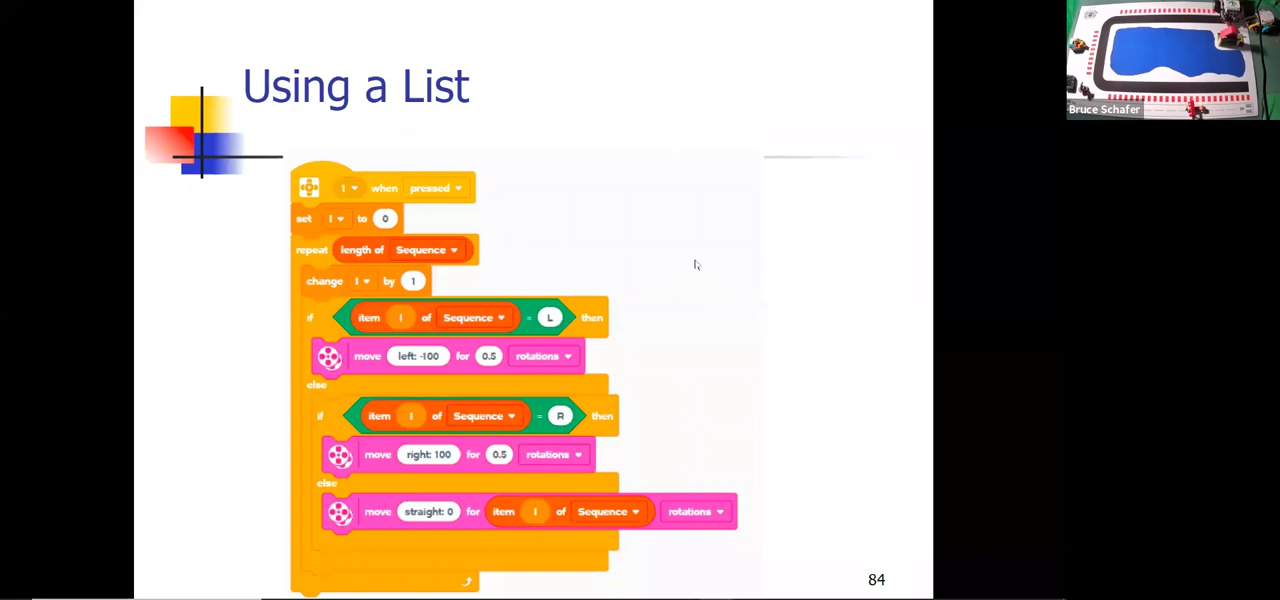 Using a List
1 when pressed
set I to 0
repeat length of Sequence
change I by 1
if item I of Sequence = L then
move left: -100 for 0.5 rotations
else
if item I of Sequence = R then
move right: 100 for 0.5 rotations
else
move straight: 0 for item I of Sequence rotations
84
Bruce Schafer